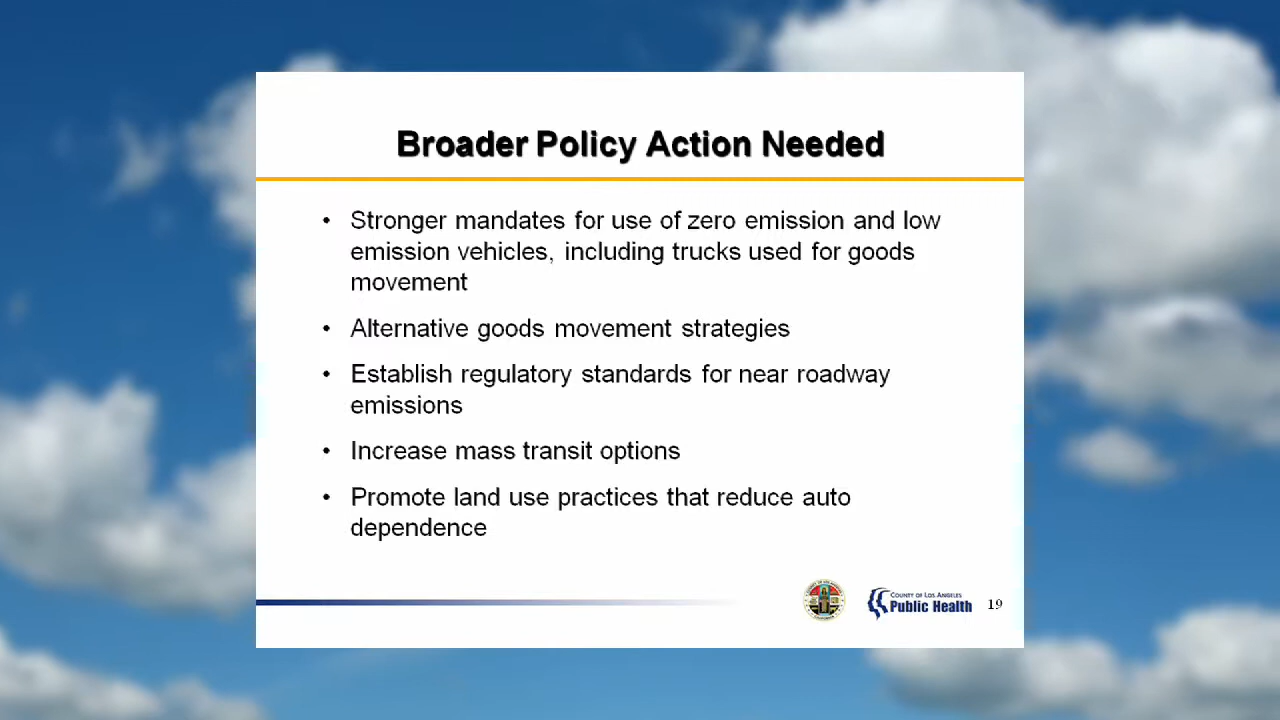 Broader Policy Action Needed
• Stronger mandates for use of zero emission and low
emission vehicles, including trucks used for goods
movement
• Alternative goods movement strategies
• Establish regulatory standards for near roadway
emissions
• Increase mass transit options
• Promote land use practices that reduce auto
dependence
COUNTY OF LOS ANGELES
Public Health
19